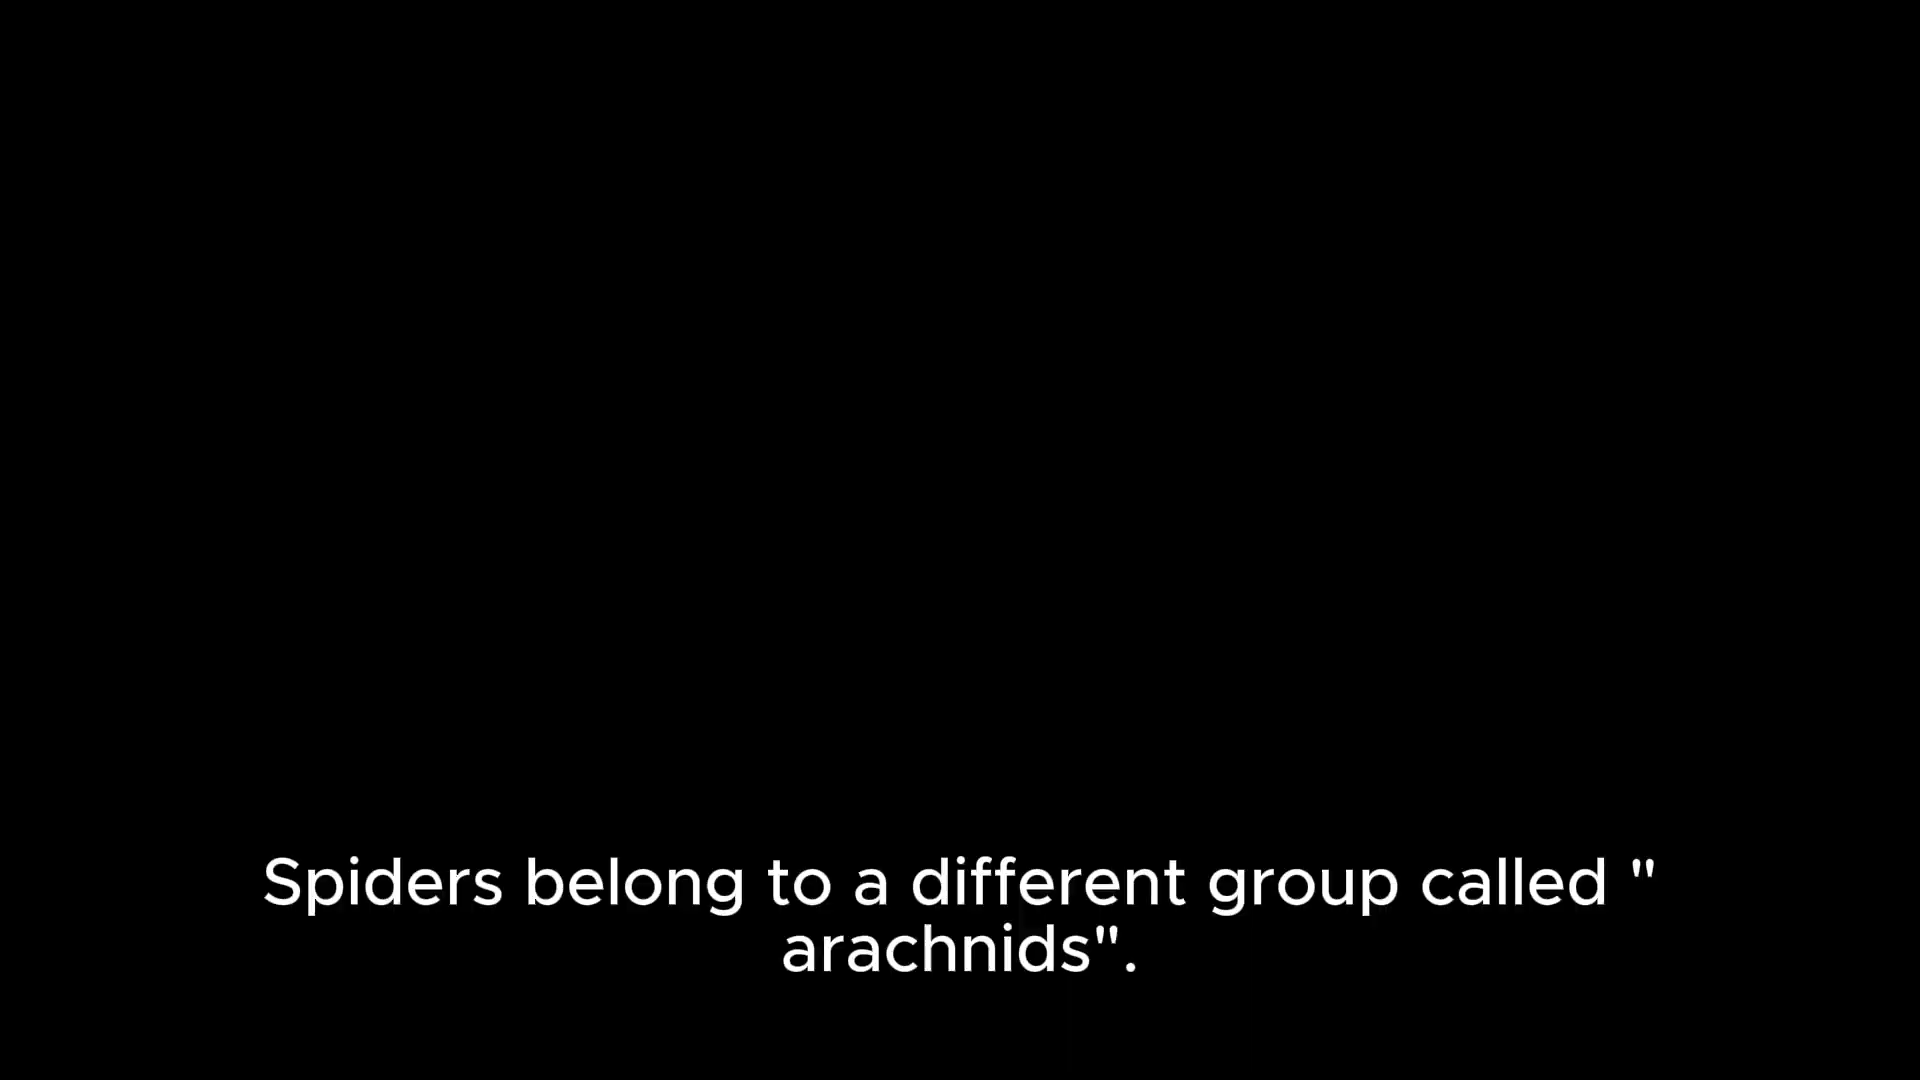 Spiders belong to a different group called "
arachnids".